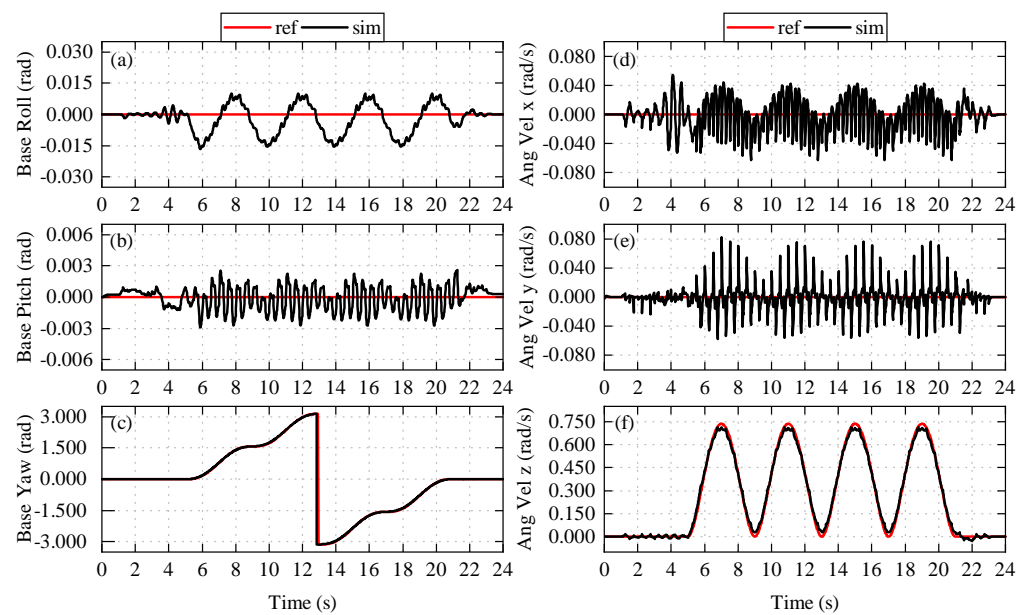 ref sim
ref sim
(a)
Base Roll (rad)
0.030
0.015
0.000
-0.015
-0.030
0 2 4 6 8 10 12 14 16 18 20 22 24
(d)
Ang Vel x (rad/s)
0.080
0.040
0.000
-0.040
-0.080
0 2 4 6 8 10 12 14 16 18 20 22 24
(b)
Base Pitch (rad)
0.006
0.003
0.000
-0.003
-0.006
0 2 4 6 8 10 12 14 16 18 20 22 24
(e)
Ang Vel y (rad/s)
0.080
0.040
0.000
-0.040
-0.080
0 2 4 6 8 10 12 14 16 18 20 22 24
(c)
Base Yaw (rad)
3.000
1.500
0.000
-1.500
-3.000
0 2 4 6 8 10 12 14 16 18 20 22 24
Time (s)
(f)
Ang Vel z (rad/s)
0.750
0.600
0.450
0.300
0.150
0.000
0 2 4 6 8 10 12 14 16 18 20 22 24
Time (s)